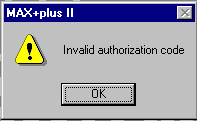 MAX+plus II
Invalid authorization code
OK